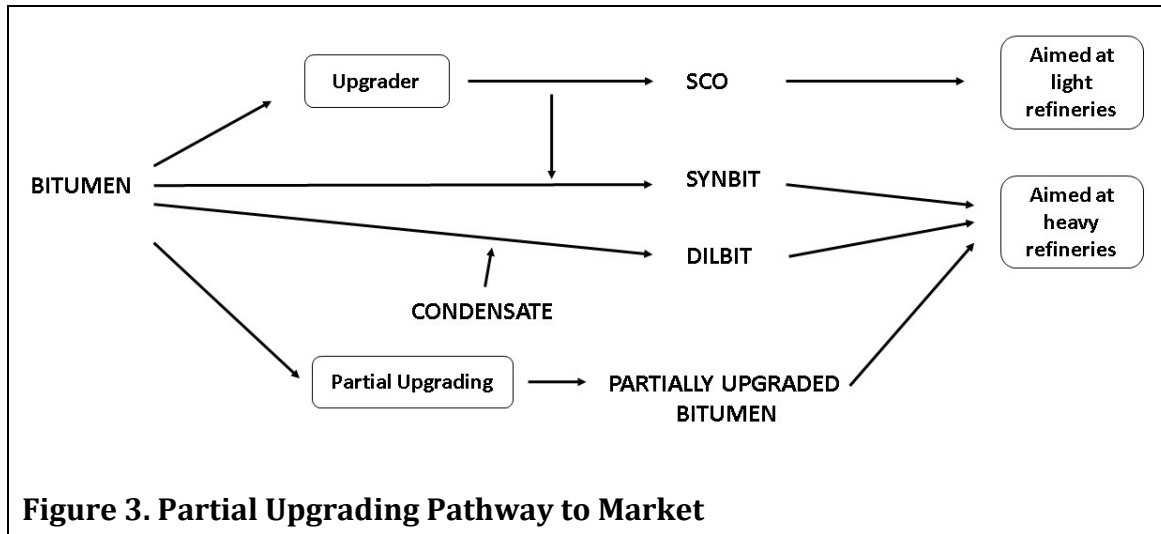 Upgrader
SCO
Aimed at
light
refineries
BITUMEN
SYNBIT
Aimed at
heavy
refineries
DILBIT
CONDENSATE
Partial Upgrading
PARTIALLY UPGRADED
BITUMEN
Figure 3. Partial Upgrading Pathway to Market